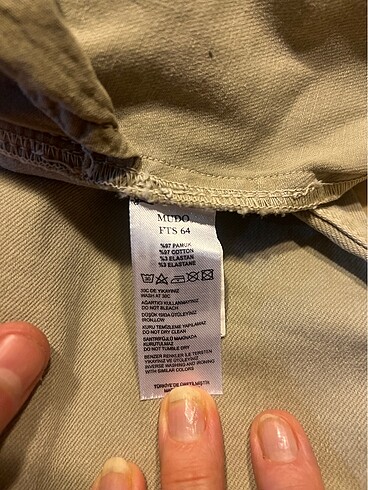 MUDO
FTS 64
%97 PAMUK
%97 COTTON
%3 ELASTAN
%3 ELASTANE
30C DE YIKAYINIZ
WASH AT 30C
AĞARTICI KULLANMAYINIZ
DO NOT BLEACH
DÜŞÜK ISIDA ÜTÜLEYİNİZ
IRON,LOW
KURU TEMİZLEME YAPILAMAZ
DO NOT DRY CLEAN
SANTRİFÜJLÜ MAKİNADA
KURUTULMAZ
DO NOT TUMBLE DRY
BENZER RENKLER İLE TERSTEN
YIKAYINIZ VE ÜTÜLEYİNİZ
INVERSE WASHING AND IRONING
WITH SIMILAR COLORS
TÜRKİYE'DE ÜRETİLMİŞTİR